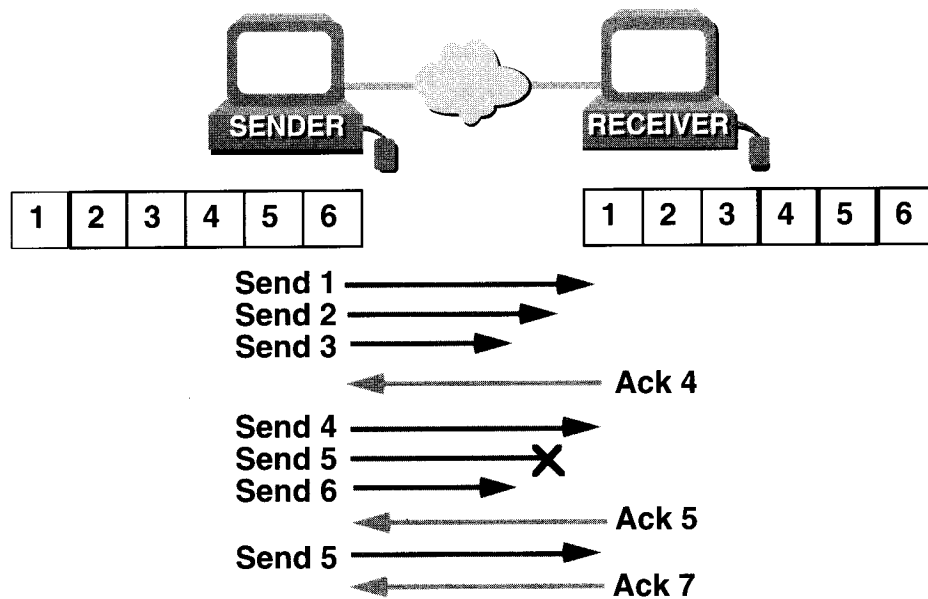 SENDER
RECEIVER
1 2 3 4 5 6
1 2 3 4 5 6
Send 1
Send 2
Send 3
Ack 4
Send 4
Send 5
Send 6
Ack 5
Send 5
Ack 7